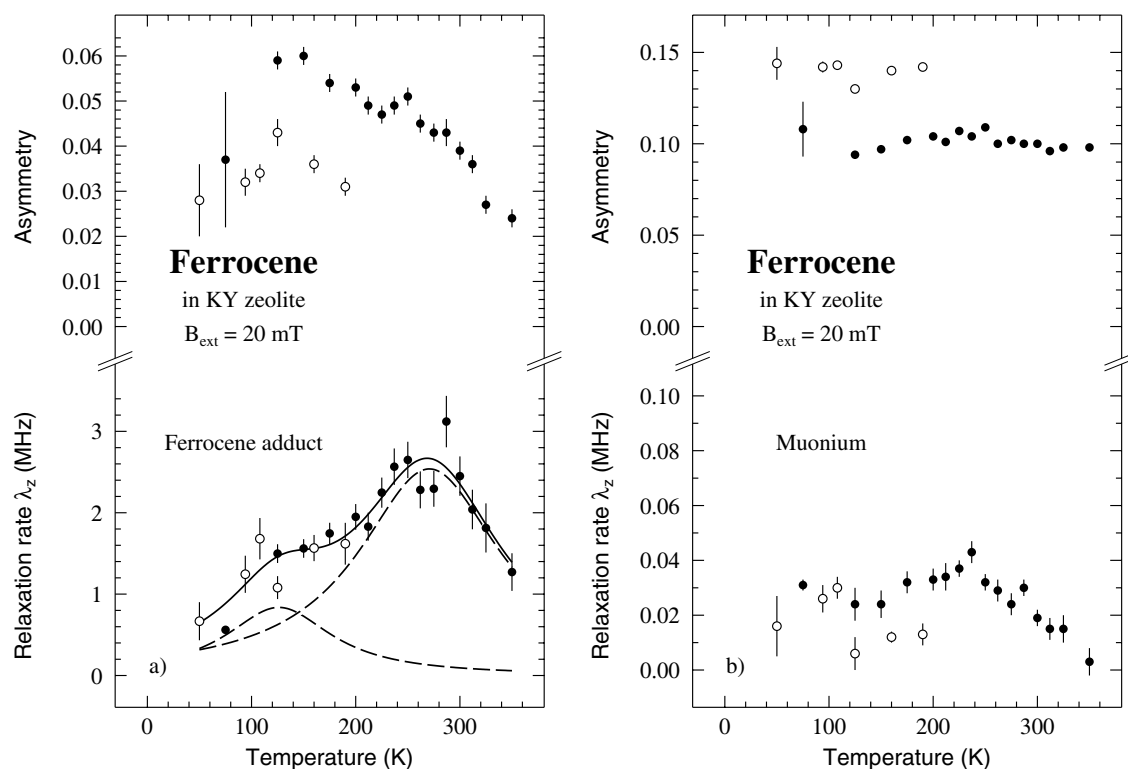 Asymmetry
0.06
0.05
0.04
0.03
0.02
0.01
0.00
Ferrocene
in KY zeolite
B_ext = 20 mT
Relaxation rate λ_z (MHz)
3
2
1
0
Ferrocene adduct
a)
0 100 200 300
Temperature (K)
Asymmetry
0.15
0.10
0.05
0.00
Ferrocene
in KY zeolite
B_ext = 20 mT
Relaxation rate λ_z (MHz)
0.10
0.08
0.06
0.04
0.02
0.00
Muonium
b)
0 100 200 300
Temperature (K)